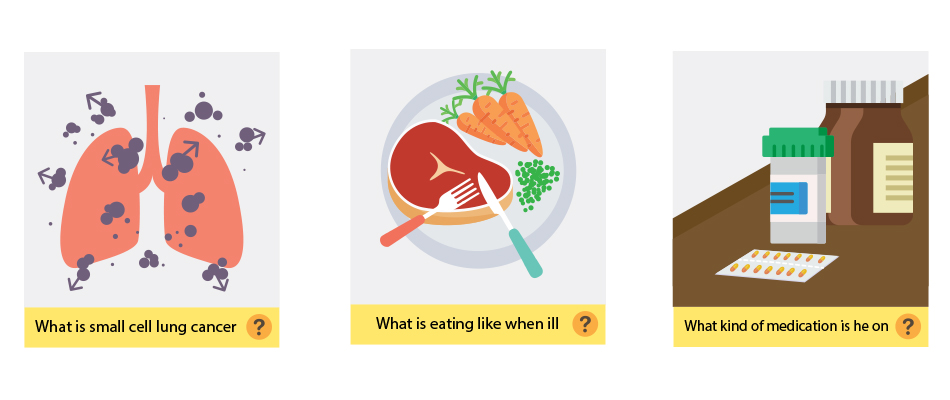 What is small cell lung cancer ?
What is eating like when ill ?
What kind of medication is he on ?